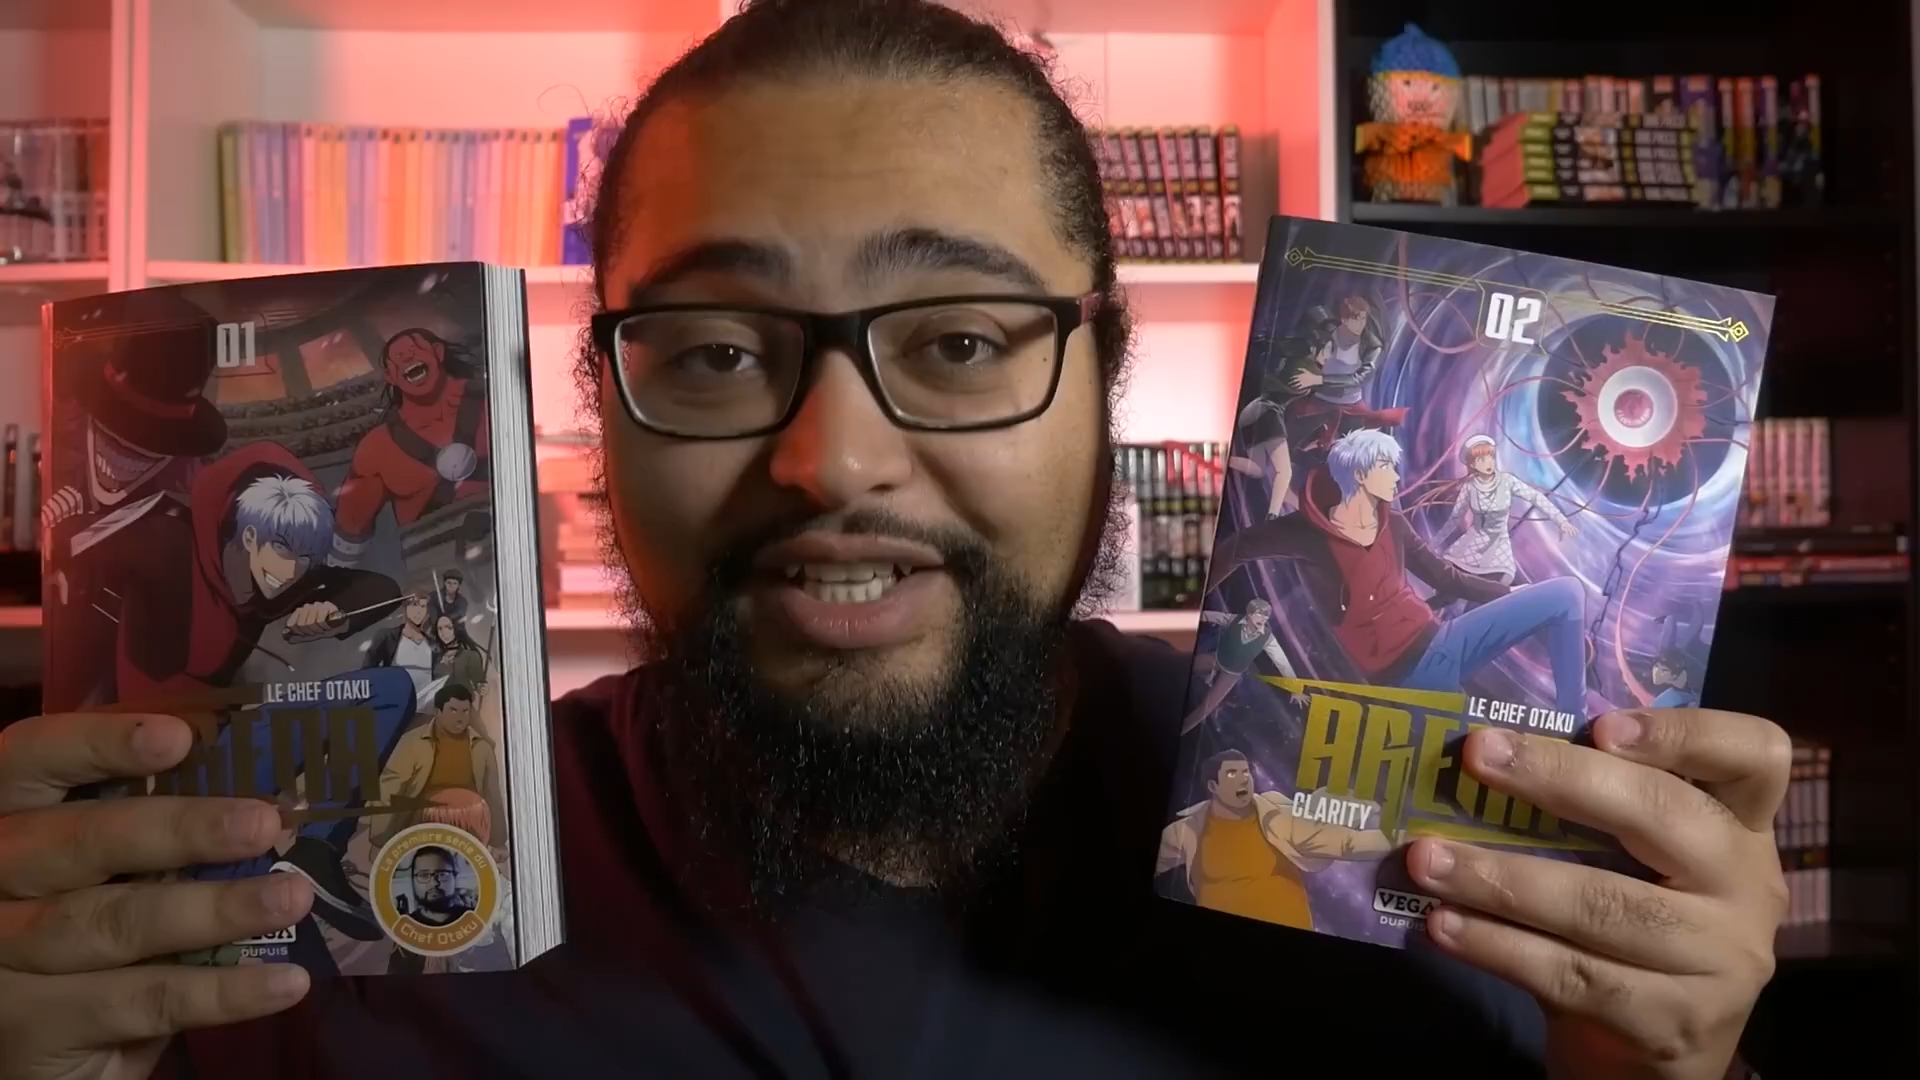 01
LE CHEF OTAKU
ARENA
La première série du
Chef Otaku
DUPUIS
02
LE CHEF OTAKU
ARENA
CLARITY
VEGA
DUPUIS